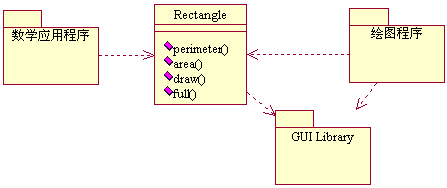 数学应用程序
Rectangle
perimeter()
area()
draw()
full()
绘图程序
GUI Library